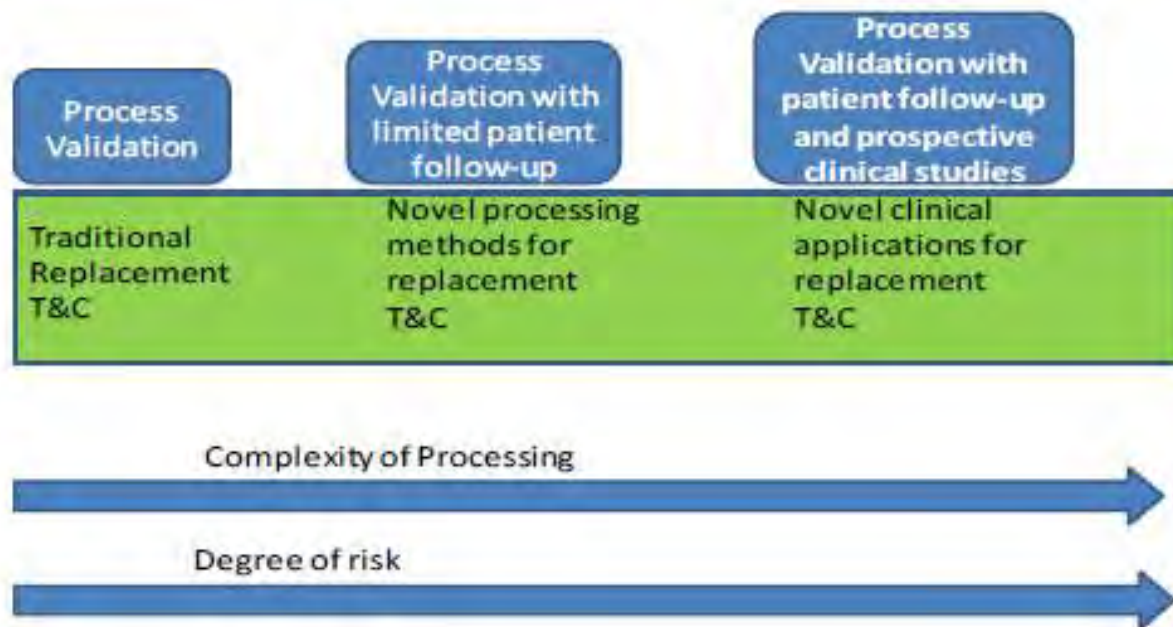 Process
Validation
Process
Validation with
limited patient
follow-up
Process
Validation with
patient follow-up
and prospective
clinical studies
Traditional
Replacement
T&C
Novel processing
methods for
replacement
T&C
Novel clinical
applications for
replacement
T&C
Complexity of Processing
Degree of risk